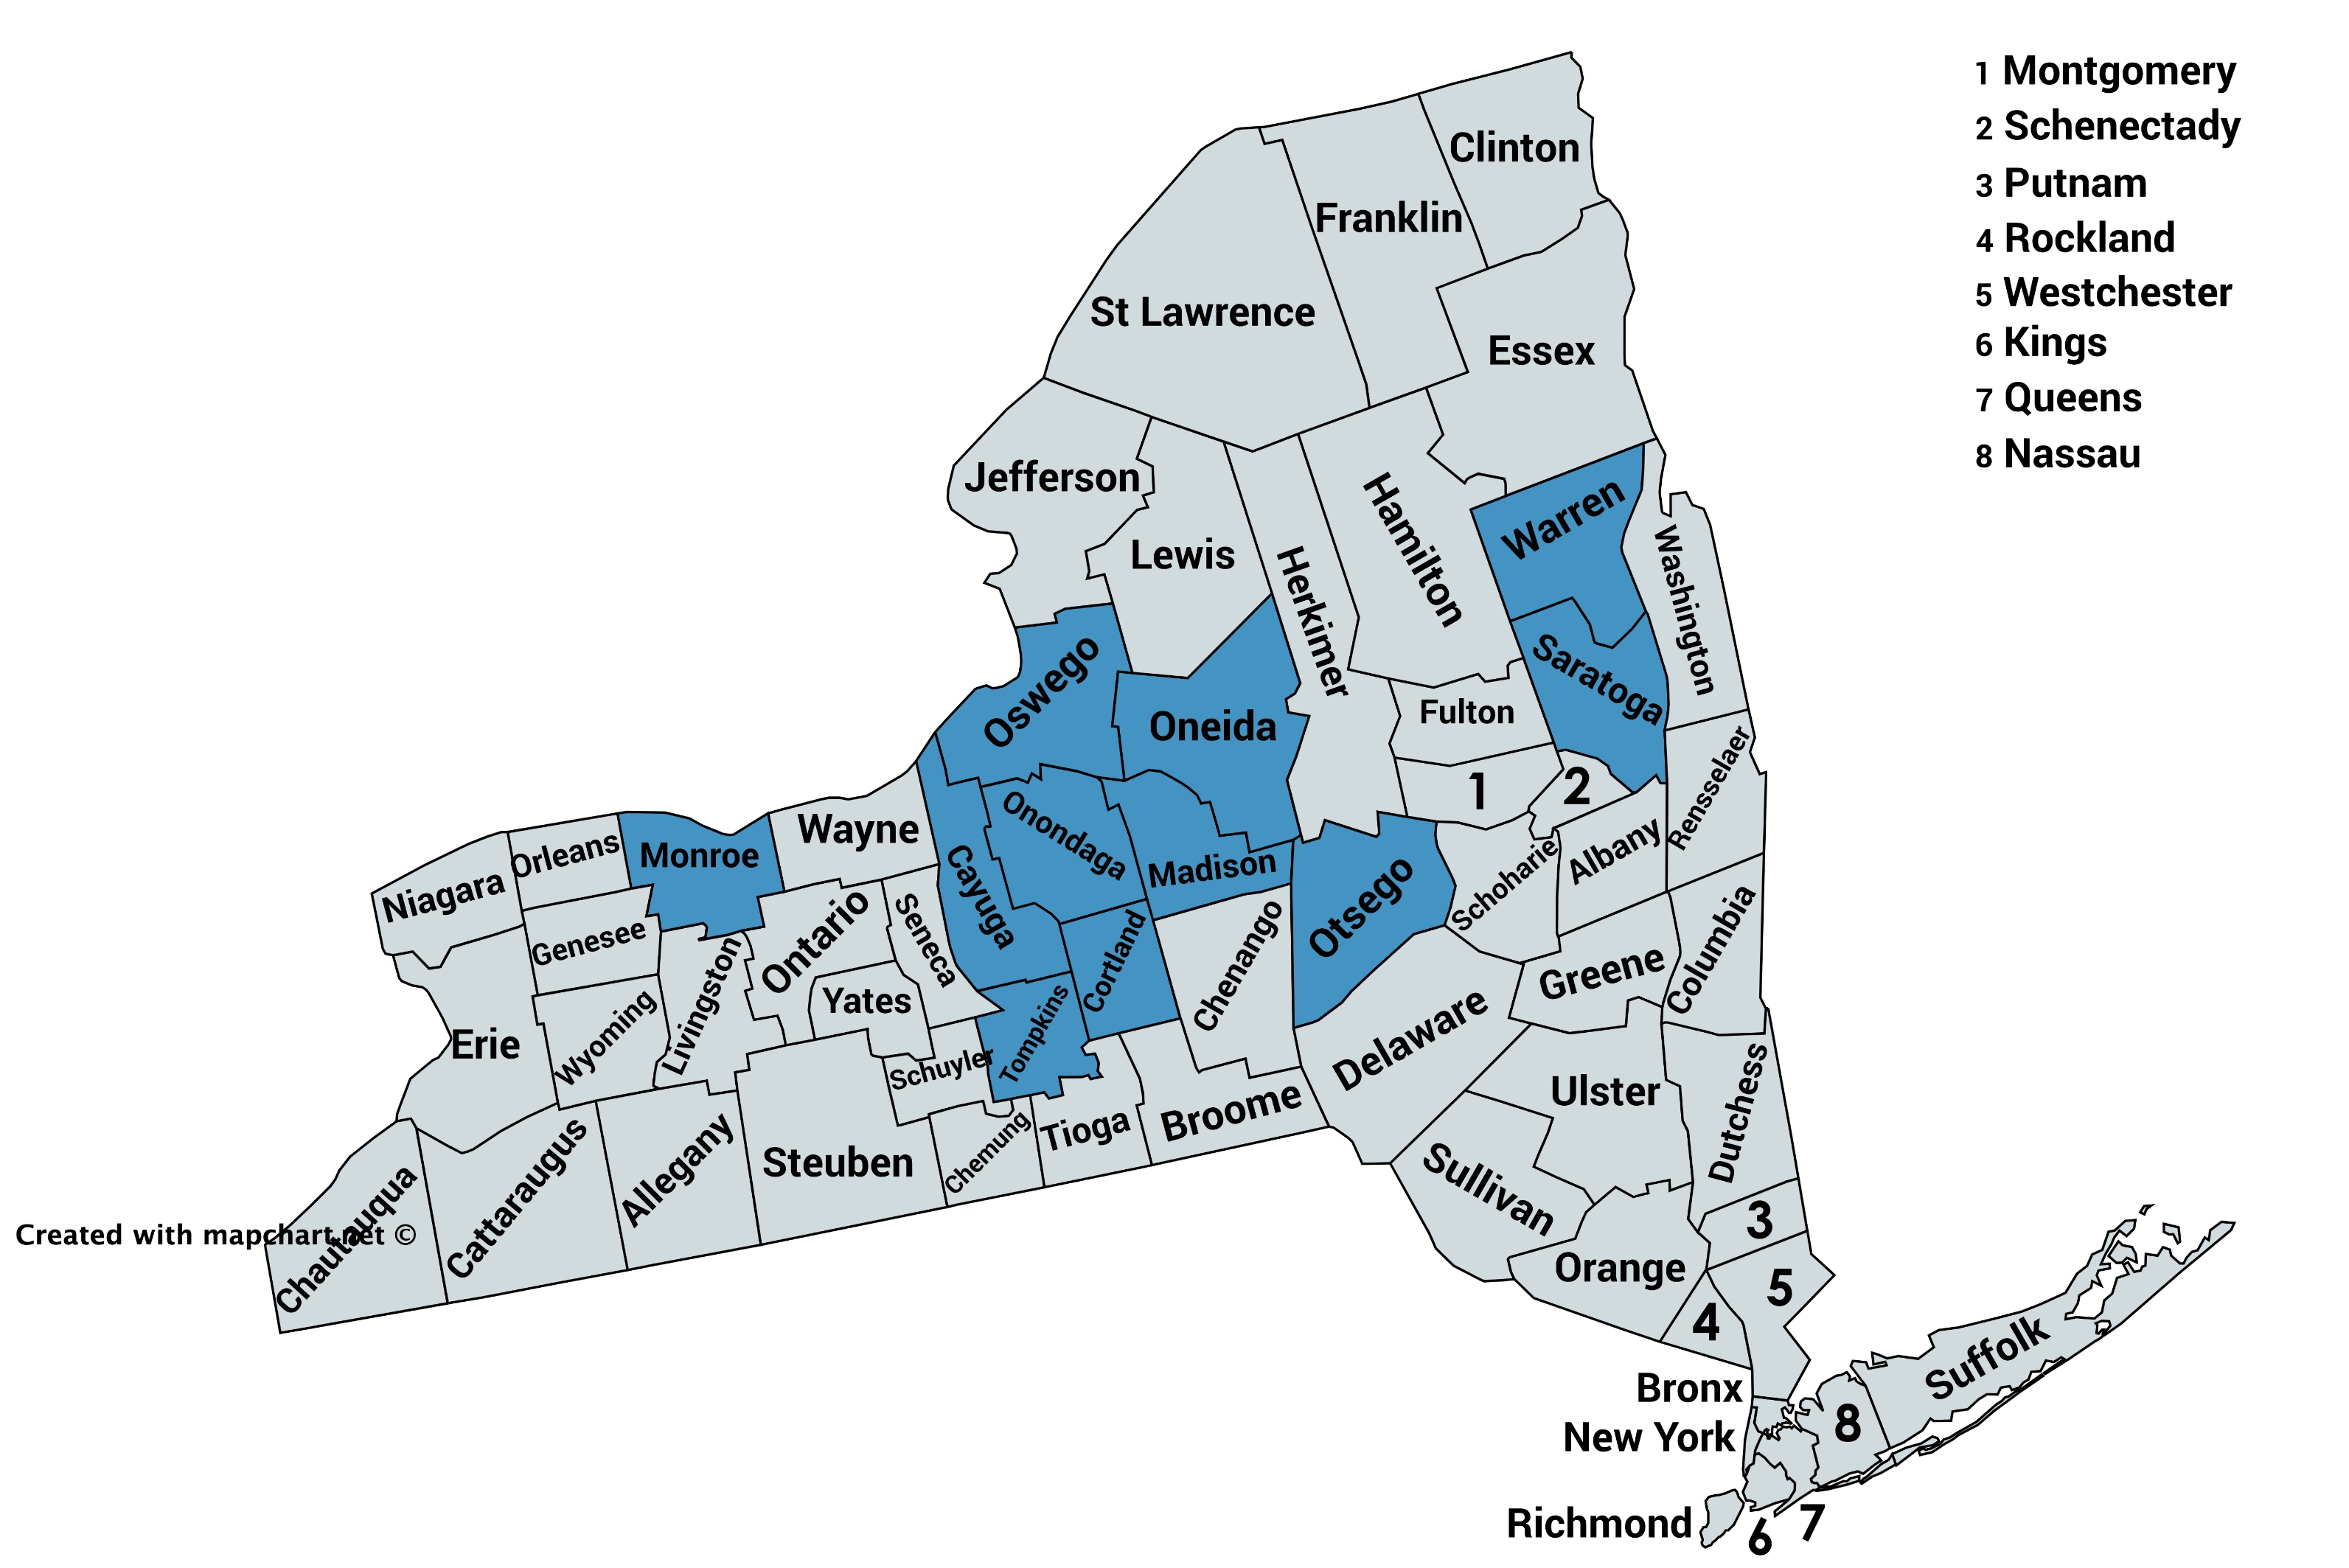 1 Montgomery
2 Schenectady
3 Putnam
4 Rockland
5 Westchester
6 Kings
7 Queens
8 Nassau
Clinton
Franklin
St Lawrence
Essex
Jefferson
Lewis
Herkimer
Hamilton
Warren
Washington
Oswego
Oneida
Fulton
Saratoga
1
2
Rensselaer
Niagara
Orleans
Monroe
Wayne
Cayuga
Onondaga
Madison
Otsego
Schoharie
Albany
Genesee
Ontario
Seneca
Cortland
Chenango
Greene
Columbia
Erie
Wyoming
Livingston
Yates
Schuyler
Tompkins
Delaware
Ulster
Dutchess
Chautauqua
Cattaraugus
Allegany
Steuben
Chemung
Tioga
Broome
Sullivan
Orange
3
4
5
Created with mapchart.net ©
Bronx
New York
8
Suffolk
Richmond
6
7